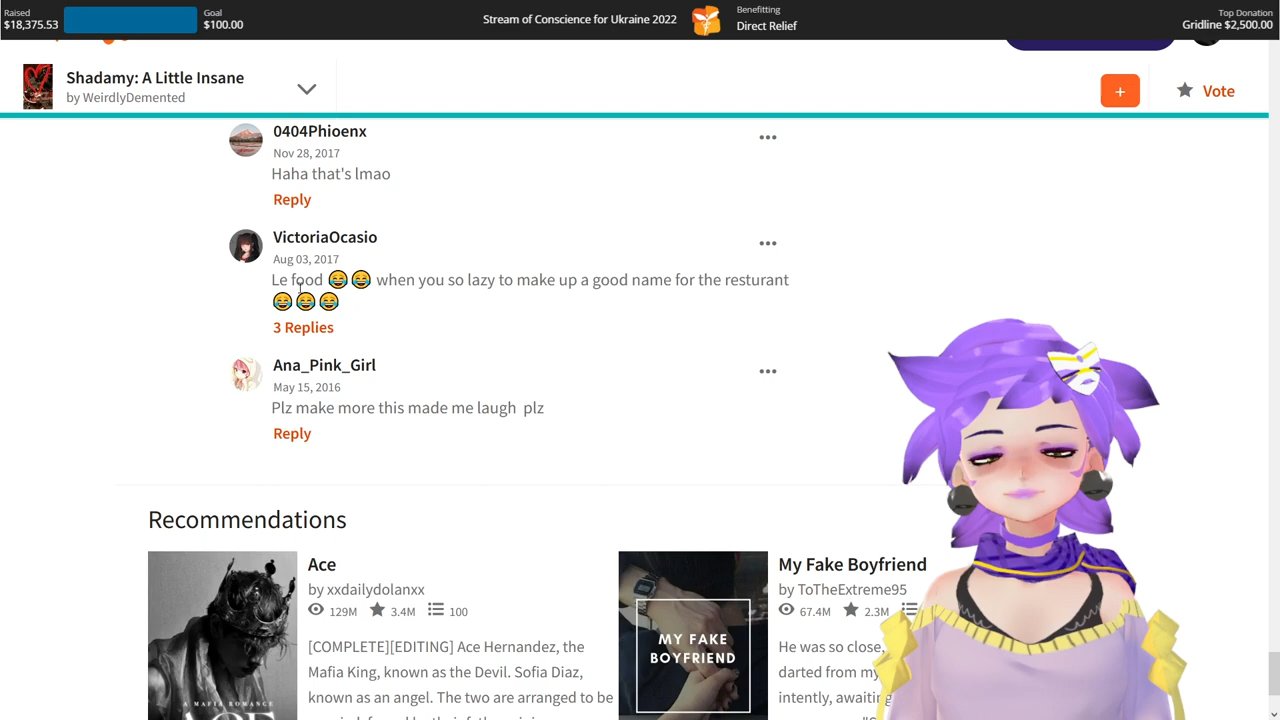 Raised
$18,375.53
Goal
$100.00
Stream of Conscience for Ukraine 2022
Benefitting
Direct Relief
Top Donation
Gridline $2,500.00
Shadamy: A Little Insane
by WeirdlyDemented
+
Vote
0404Phioenx
Nov 28, 2017
Haha that's lmao
Reply
VictoriaOcasio
Aug 03, 2017
Le food 😂😂 when you so lazy to make up a good name for the resturant
😂😂😂
3 Replies
Ana_Pink_Girl
May 15, 2016
Plz make more this made me laugh plz
Reply
Recommendations
Ace
by xxdailydolanxx
129M 3.4M 100
[COMPLETE][EDITING] Ace Hernandez, the
Mafia King, known as the Devil. Sofia Diaz,
known as an angel. The two are arranged to be
A MAFIA ROMANCE
ACE
MY FAKE
BOYFRIEND
My Fake Boyfriend
by ToTheExtreme95
67.4M 2.3M
He was so close,
darted from my
intently, awaiting